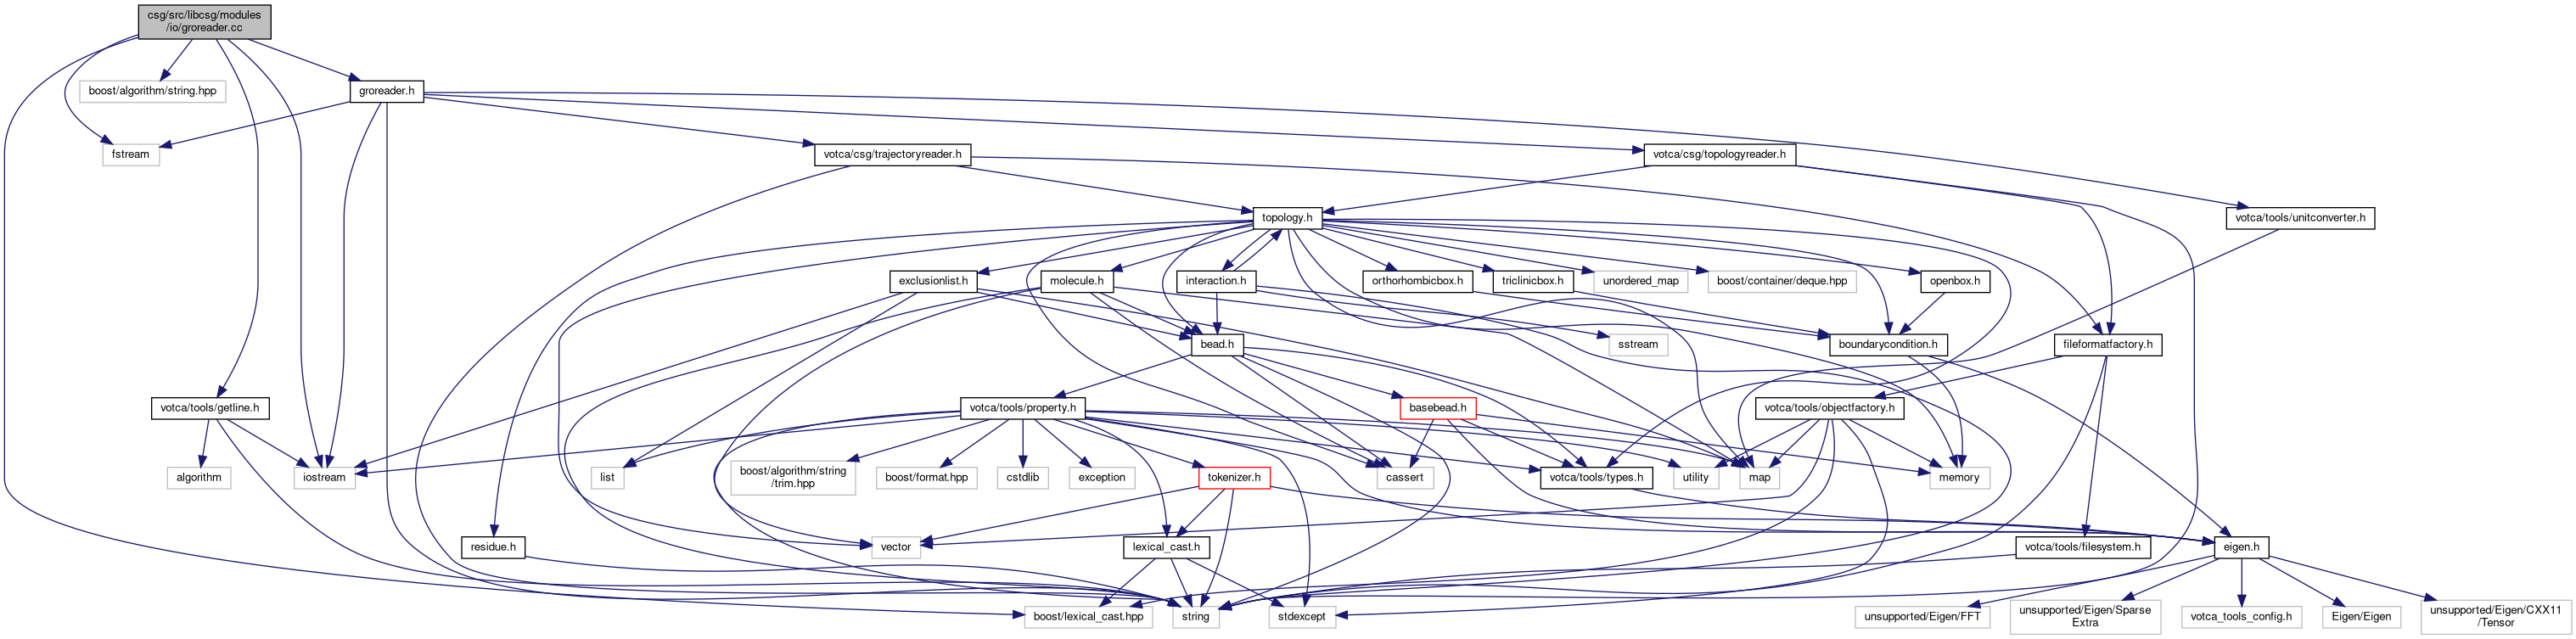 csg/src/libcsg/modules
/io/groreader.cc
boost/algorithm/string.hpp
groreader.h
fstream
votca/csg/trajectoryreader.h
votca/csg/topologyreader.h
topology.h
votca/tools/unitconverter.h
exclusionlist.h
molecule.h
interaction.h
orthorhombicbox.h
triclinicbox.h
unordered_map
boost/container/deque.hpp
openbox.h
bead.h
sstream
boundarycondition.h
fileformatfactory.h
votca/tools/getline.h
votca/tools/property.h
basebead.h
votca/tools/objectfactory.h
algorithm
iostream
list
boost/algorithm/string
/trim.hpp
boost/format.hpp
cstdlib
exception
tokenizer.h
cassert
votca/tools/types.h
utility
map
memory
residue.h
vector
lexical_cast.h
votca/tools/filesystem.h
eigen.h
boost/lexical_cast.hpp
string
stdexcept
unsupported/Eigen/FFT
unsupported/Eigen/Sparse
Extra
votca_tools_config.h
Eigen/Eigen
unsupported/Eigen/CXX11
/Tensor